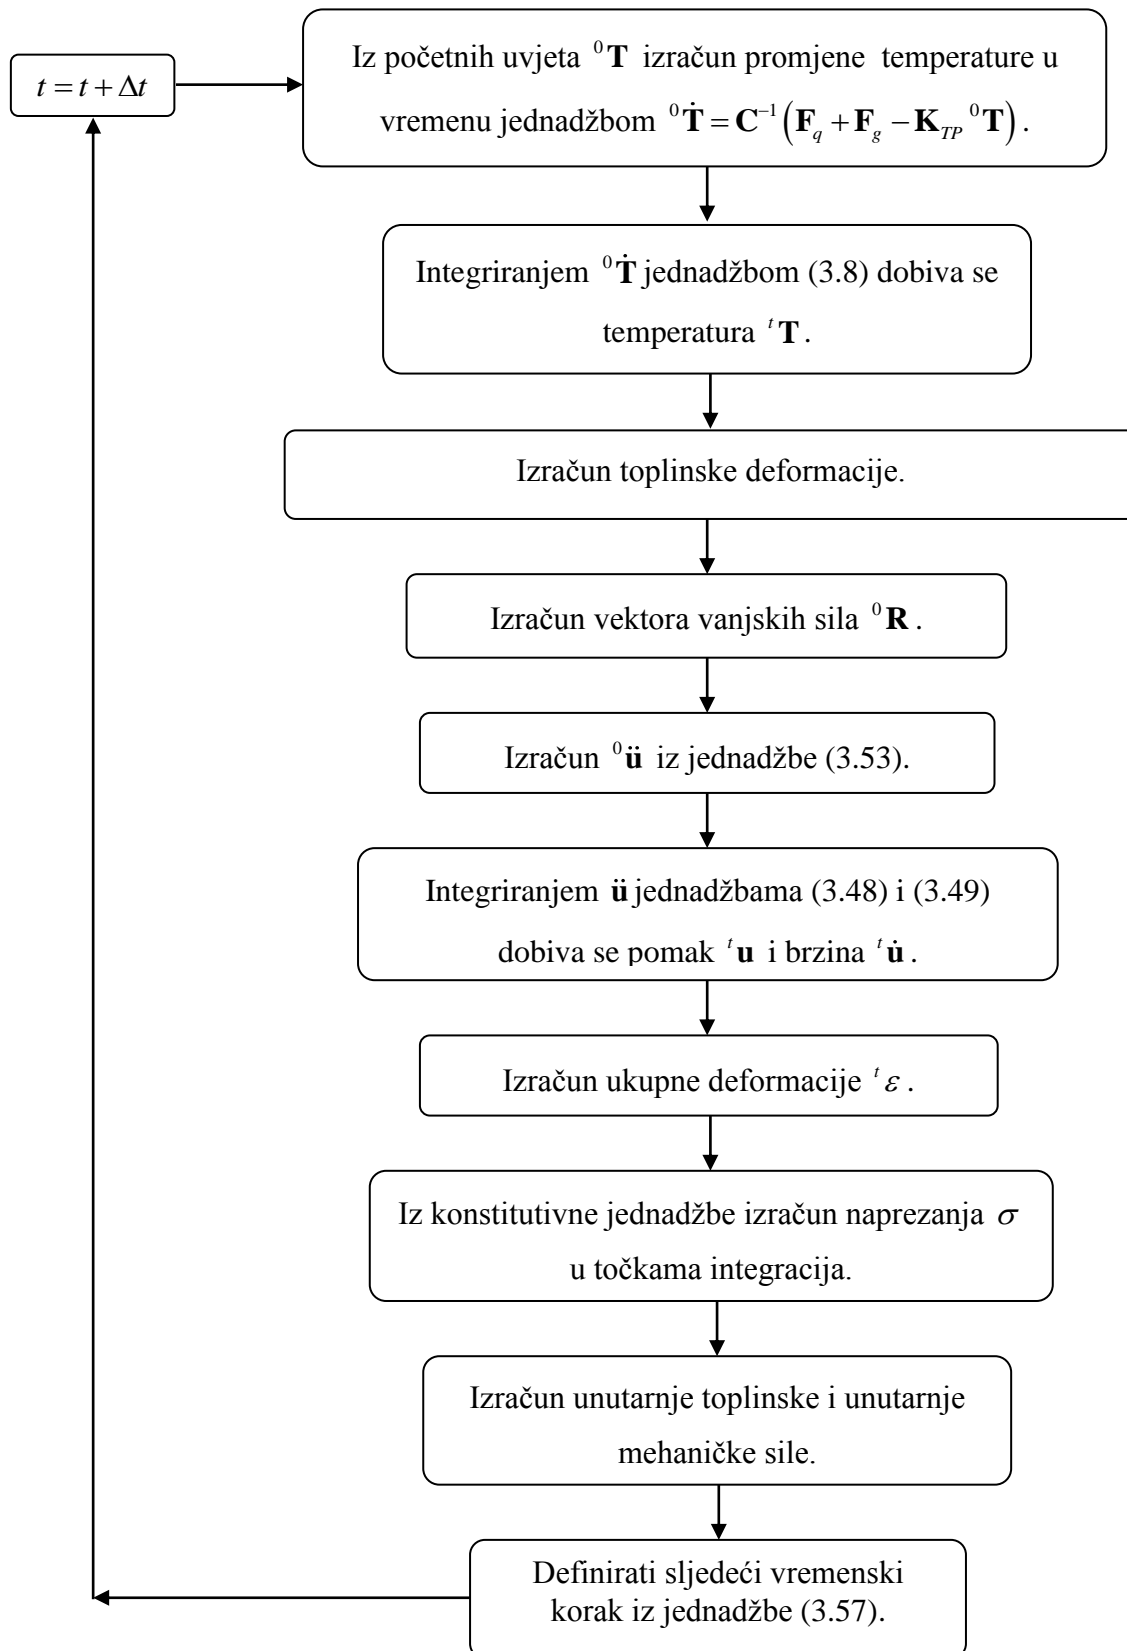 t = t + Δt
Iz početnih uvjeta ⁰T izračun promjene temperature u
vremenu jednadžbom ⁰Ṫ = C⁻¹(F_q + F_g − K_TP ⁰T).
Integriranjem ⁰Ṫ jednadžbom (3.8) dobiva se
temperatura ᵗT.
Izračun toplinske deformacije.
Izračun vektora vanjskih sila ⁰R.
Izračun ⁰ü iz jednadžbe (3.53).
Integriranjem ü jednadžbama (3.48) i (3.49)
dobiva se pomak ᵗu i brzina ᵗu̇.
Izračun ukupne deformacije ᵗε.
Iz konstitutivne jednadžbe izračun naprezanja σ
u točkama integracija.
Izračun unutarnje toplinske i unutarnje
mehaničke sile.
Definirati sljedeći vremenski
korak iz jednadžbe (3.57).